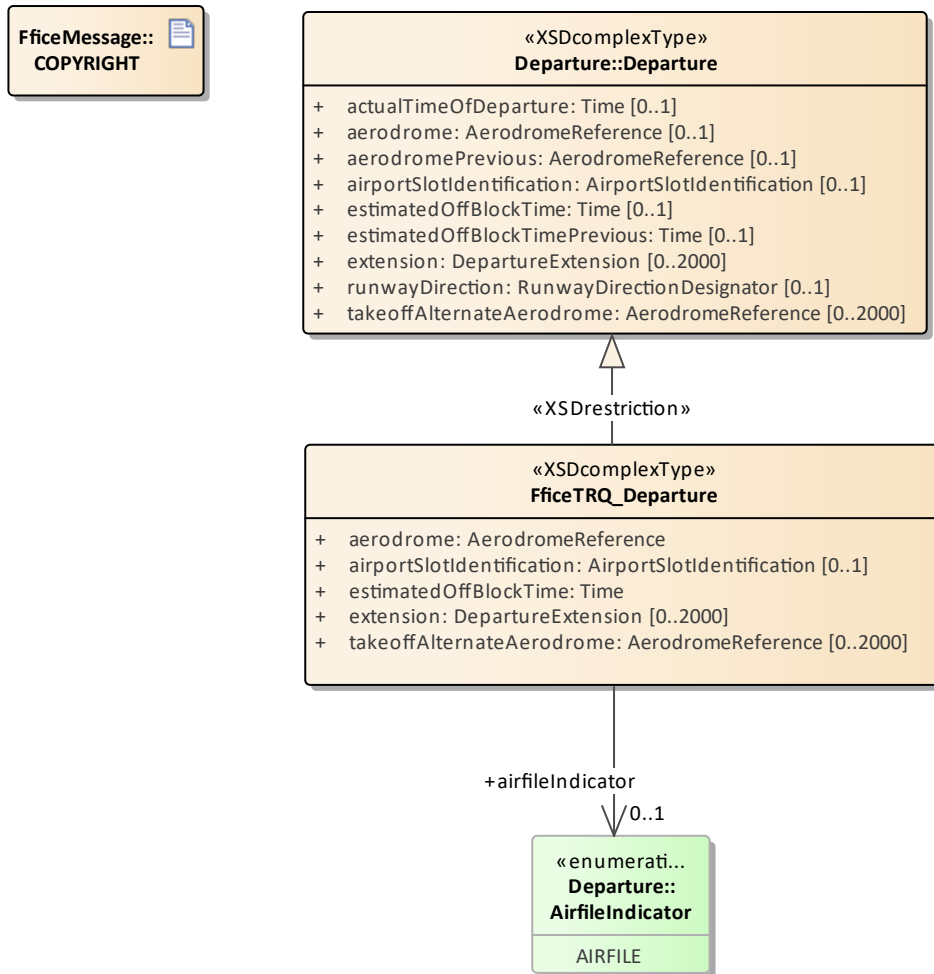 FficeMessage::
COPYRIGHT
«XSDcomplexType»
Departure::Departure
+ actualTimeOfDeparture: Time [0..1]
+ aerodrome: AerodromeReference [0..1]
+ aerodromePrevious: AerodromeReference [0..1]
+ airportSlotIdentification: AirportSlotIdentification [0..1]
+ estimatedOffBlockTime: Time [0..1]
+ estimatedOffBlockTimePrevious: Time [0..1]
+ extension: DepartureExtension [0..2000]
+ runwayDirection: RunwayDirectionDesignator [0..1]
+ takeoffAlternateAerodrome: AerodromeReference [0..2000]
«XSDrestriction»
«XSDcomplexType»
FficeTRQ_Departure
+ aerodrome: AerodromeReference
+ airportSlotIdentification: AirportSlotIdentification [0..1]
+ estimatedOffBlockTime: Time
+ extension: DepartureExtension [0..2000]
+ takeoffAlternateAerodrome: AerodromeReference [0..2000]
+airfileIndicator
0..1
«enumerati...
Departure::
AirfileIndicator
AIRFILE